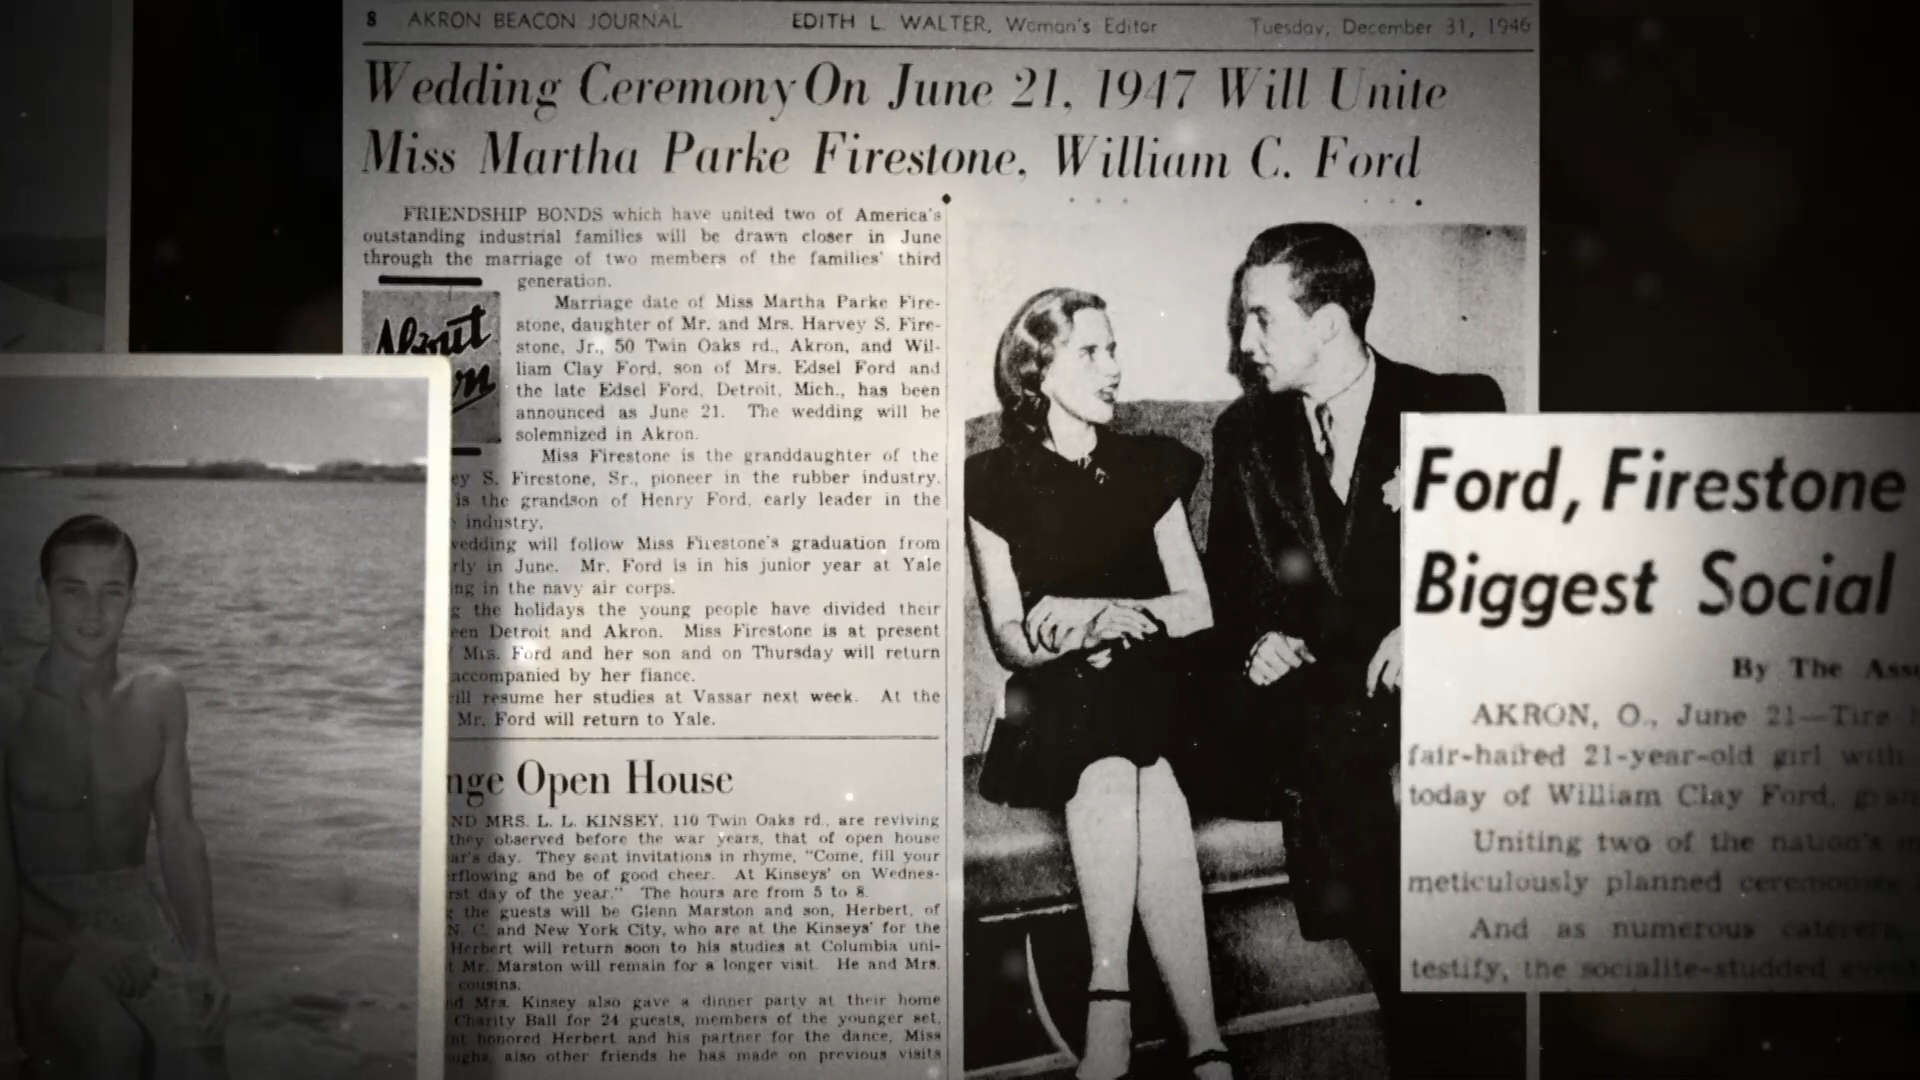 8 AKRON BEACON JOURNAL EDITH L. WALTER, Woman's Editor Tuesday, December 31, 1946
Wedding Ceremony On June 21, 1947 Will Unite
Miss Martha Parke Firestone, William C. Ford
FRIENDSHIP BONDS which have united two of America's
outstanding industrial families will be drawn closer in June
through the marriage of two members of the families' third
generation.
About
Marriage date of Miss Martha Parke Fire-
stone, daughter of Mr. and Mrs. Harvey S. Fire-
stone, Jr., 50 Twin Oaks rd., Akron, and Wil-
liam Clay Ford, son of Mrs. Edsel Ford and
the late Edsel Ford, Detroit, Mich., has been
announced as June 21. The wedding will be
solemnized in Akron.
Miss Firestone is the granddaughter of the
ey S. Firestone, Sr., pioneer in the rubber industry.
is the grandson of Henry Ford, early leader in the
industry.
wedding will follow Miss Firestone's graduation from
rly in June. Mr. Ford is in his junior year at Yale
ing in the navy air corps.
g the holidays the young people have divided their
een Detroit and Akron. Miss Firestone is at present
Mrs. Ford and her son and on Thursday will return
accompanied by her fiance.
ill resume her studies at Vassar next week. At the
Mr. Ford will return to Yale.
nge Open House
ND MRS. L. L. KINSEY, 110 Twin Oaks rd., are reviving
they observed before the war years, that of open house
ar's day. They sent invitations in rhyme, "Come, fill your
rflowing and be of good cheer. At Kinseys' on Wednes-
rst day of the year." The hours are from 5 to 8.
g the guests will be Glenn Marston and son, Herbert, of
N. C. and New York City, who are at the Kinseys' for the
Herbert will return soon to his studies at Columbia uni-
t Mr. Marston will remain for a longer visit. He and Mrs.
cousins.
nd Mrs. Kinsey also gave a dinner party at their home
Charity Ball for 24 guests, members of the younger set,
nt honored Herbert and his partner for the dance, Miss
also other friends he has made on previous visits
Ford, Firestone
Biggest Social
By The Ass
AKRON, O., June 21—Tire
fair-haired 21-year-old girl with
today of William Clay Ford, gran
Uniting two of the nation's m
meticulously planned ceremonies
And as numerous caterers,
testify, the socialite-studded event